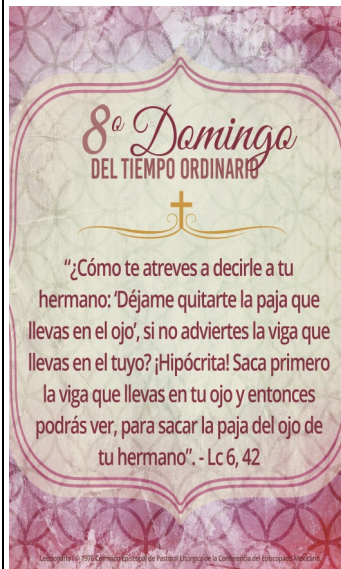 8º Domingo
DEL TIEMPO ORDINARIO
“¿Cómo te atreves a decirle a tu
hermano: ‘Déjame quitarte la paja que
llevas en el ojo’, si no adviertes la viga que
llevas en el tuyo? ¡Hipócrita! Saca primero
la viga que llevas en tu ojo y entonces
podrás ver, para sacar la paja del ojo de
tu hermano”. - Lc 6, 42
Leccionario I © 1976 Comisión Episcopal de Pastoral Litúrgica de la Conferencia del Episcopado Mexicano